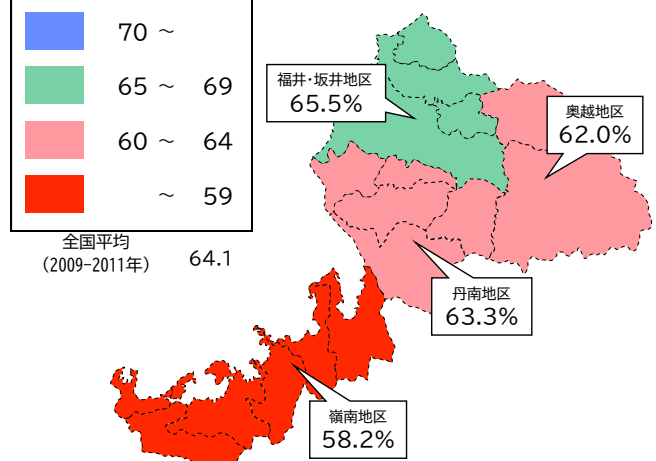 70 ～
65 ～ 69
60 ～ 64
～ 59
全国平均
(2009-2011年) 64.1
福井・坂井地区
65.5%
奥越地区
62.0%
丹南地区
63.3%
嶺南地区
58.2%